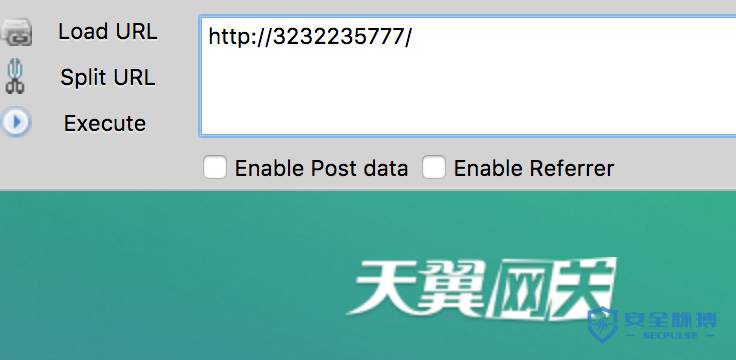 Load URL
http://3232235777/
Split URL
Execute
Enable Post data
Enable Referrer
天翼网关
安全脉搏
SECPULSE